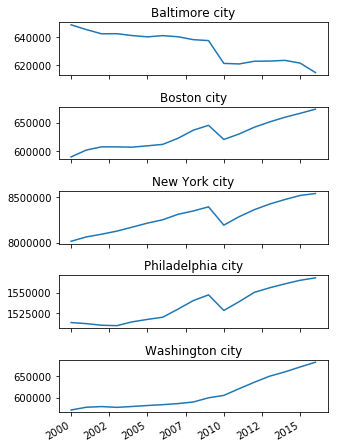 Baltimore city
640000
620000
Boston city
650000
600000
New York city
8500000
8000000
Philadelphia city
1550000
1525000
Washington city
650000
600000
2000 2002 2005 2007 2010 2012 2015